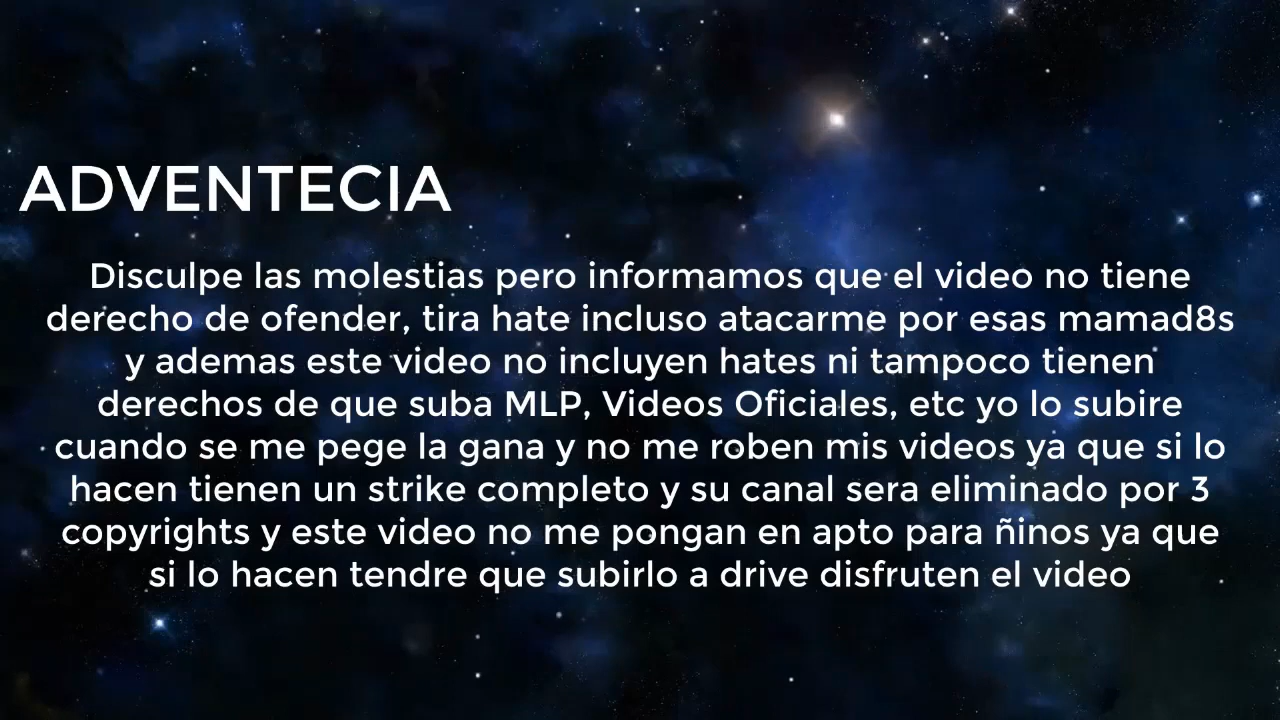 ADVENTECIA
Disculpe las molestias pero informamos que el video no tiene
derecho de ofender, tira hate incluso atacarme por esas mamad8s
y ademas este video no incluyen hates ni tampoco tienen
derechos de que suba MLP, Videos Oficiales, etc yo lo subire
cuando se me pege la gana y no me roben mis videos ya que si lo
hacen tienen un strike completo y su canal sera eliminado por 3
copyrights y este video no me pongan en apto para ñinos ya que
si lo hacen tendre que subirlo a drive disfruten el video